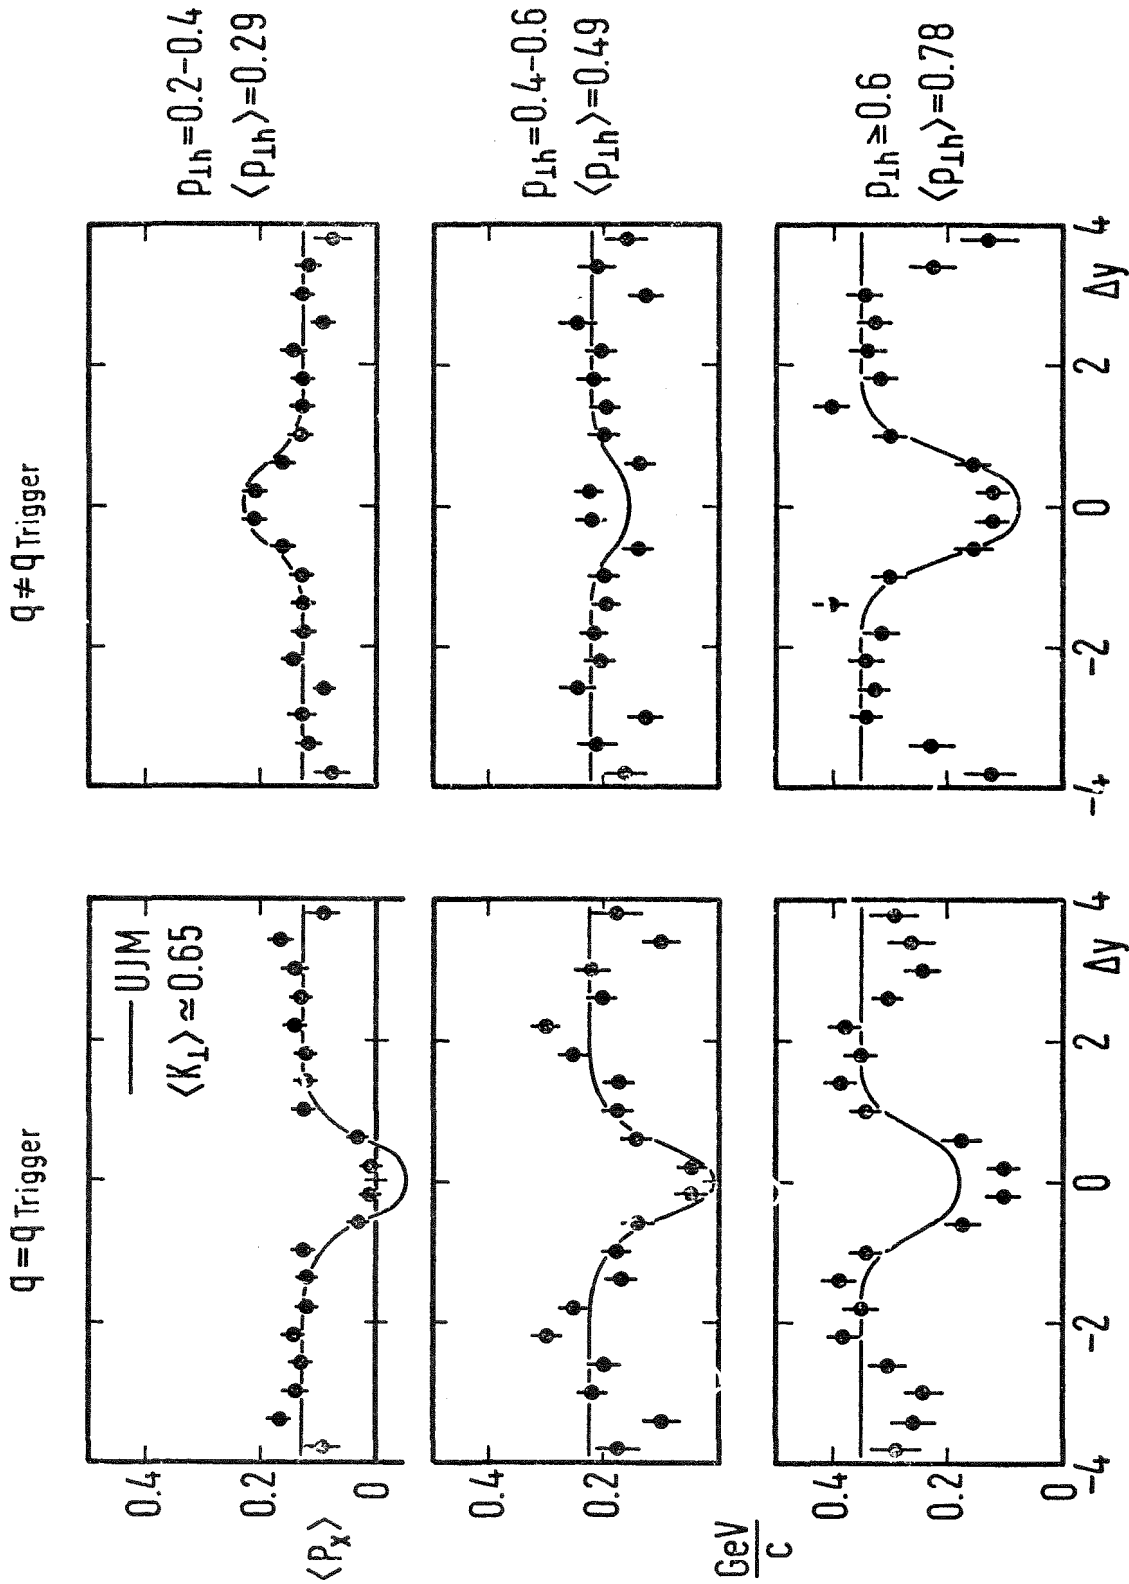 q = q Trigger
q ≠ q Trigger
UJM
⟨K⊥⟩ ≃ 0.65
p⊥h = 0.2-0.4
⟨p⊥h⟩ = 0.29
0.4
0.2
0
⟨Px⟩
p⊥h = 0.4-0.6
⟨p⊥h⟩ = 0.49
0.4
0.2
GeV
c
p⊥h ≥ 0.6
⟨p⊥h⟩ = 0.78
0.4
0.2
0
-4 -2 0 2 Δy 4
-4 -2 0 2 Δy 4